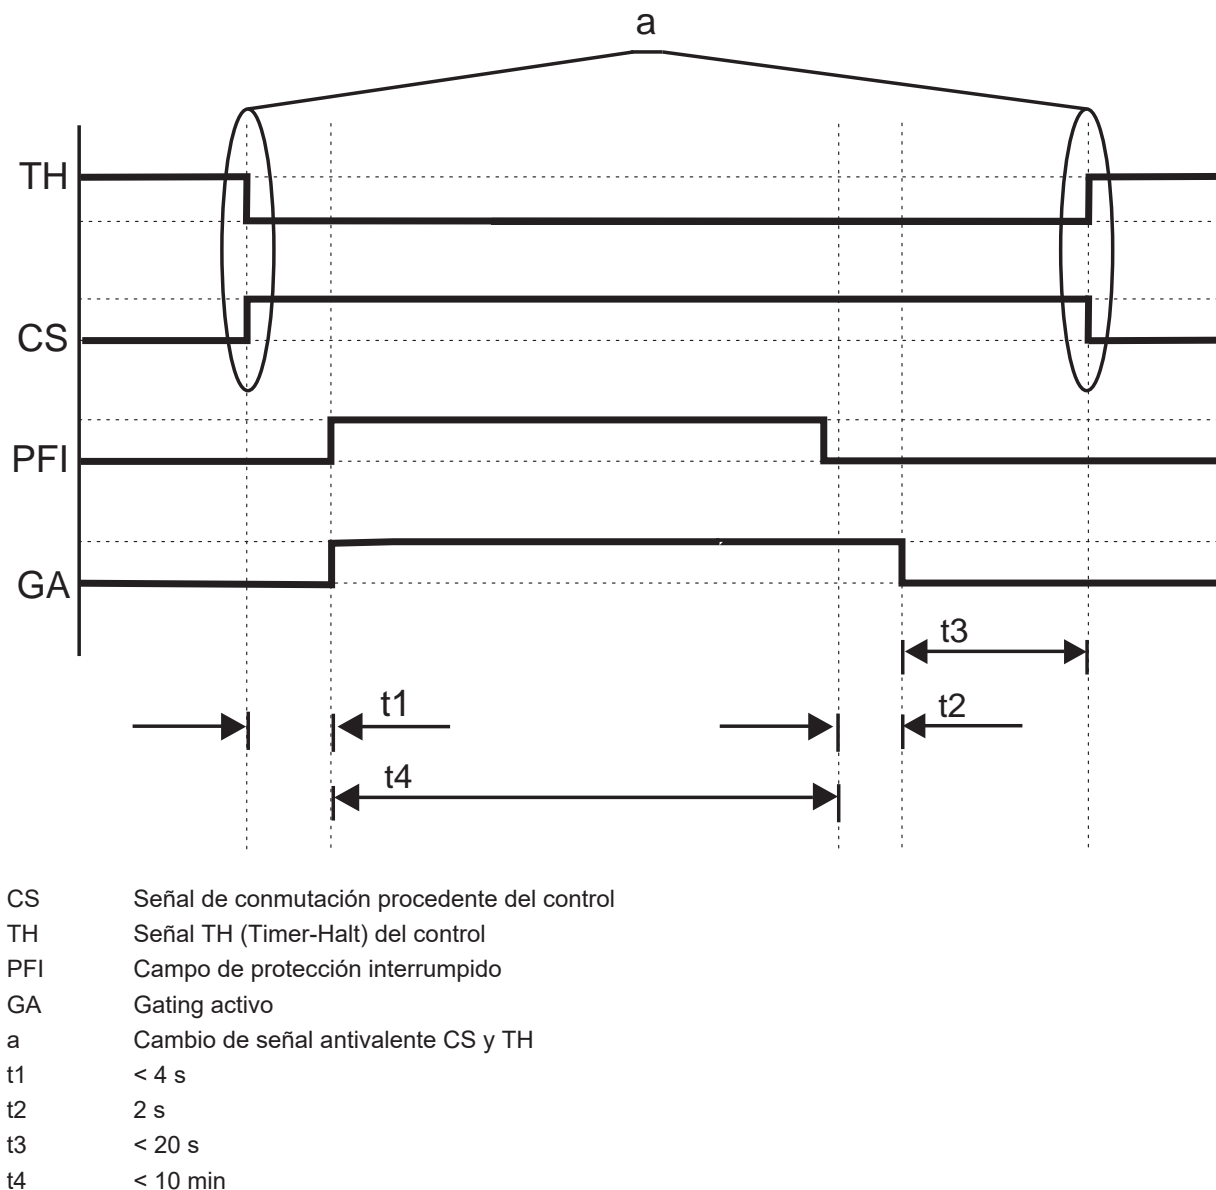 a
TH
CS
PFI
GA
t3
t1
t2
t4
CS Señal de conmutación procedente del control
TH Señal TH (Timer-Halt) del control
PFI Campo de protección interrumpido
GA Gating activo
a Cambio de señal antivalente CS y TH
t1 < 4 s
t2 2 s
t3 < 20 s
t4 < 10 min